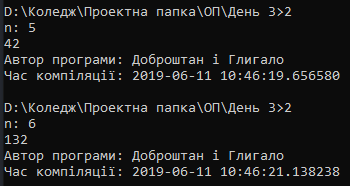 D:\Коледж\Проектна папка\ОП\День 3>2
n: 5
42
Автор програми: Доброштан і Глигало
Час компіляції: 2019-06-11 10:46:19.656580
D:\Коледж\Проектна папка\ОП\День 3>2
n: 6
132
Автор програми: Доброштан і Глигало
Час компіляції: 2019-06-11 10:46:21.138238